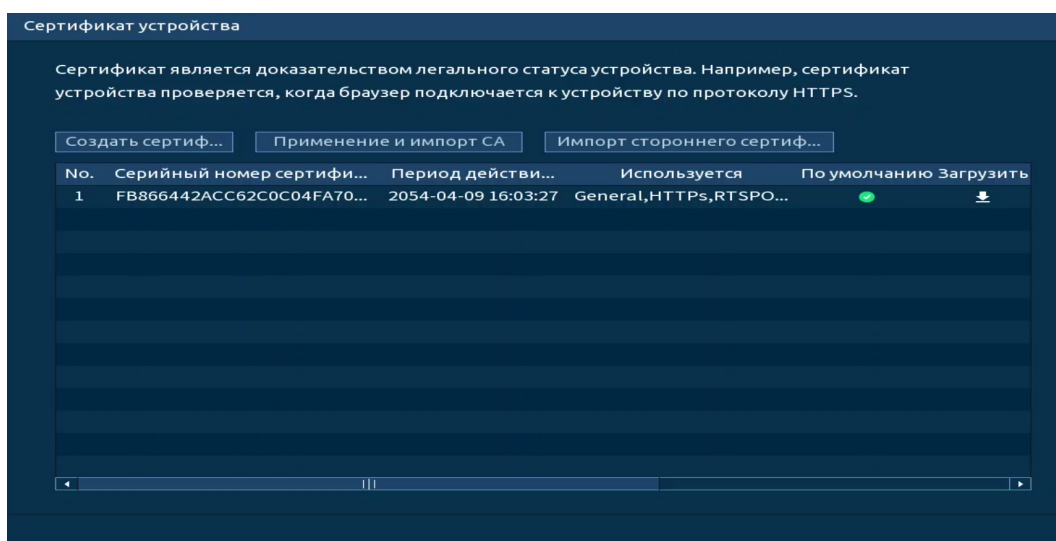 Сертификат устройства
Сертификат является доказательством легального статуса устройства. Например, сертификат
устройства проверяется, когда браузер подключается к устройству по протоколу HTTPS.
Создать сертиф... Применение и импорт CA Импорт стороннего сертиф...
No. Серийный номер сертифи... Период действи... Используется По умолчанию Загрузить
1 FB866442ACC62C0C04FA70... 2054-04-09 16:03:27 General,HTTPs,RTSPO...